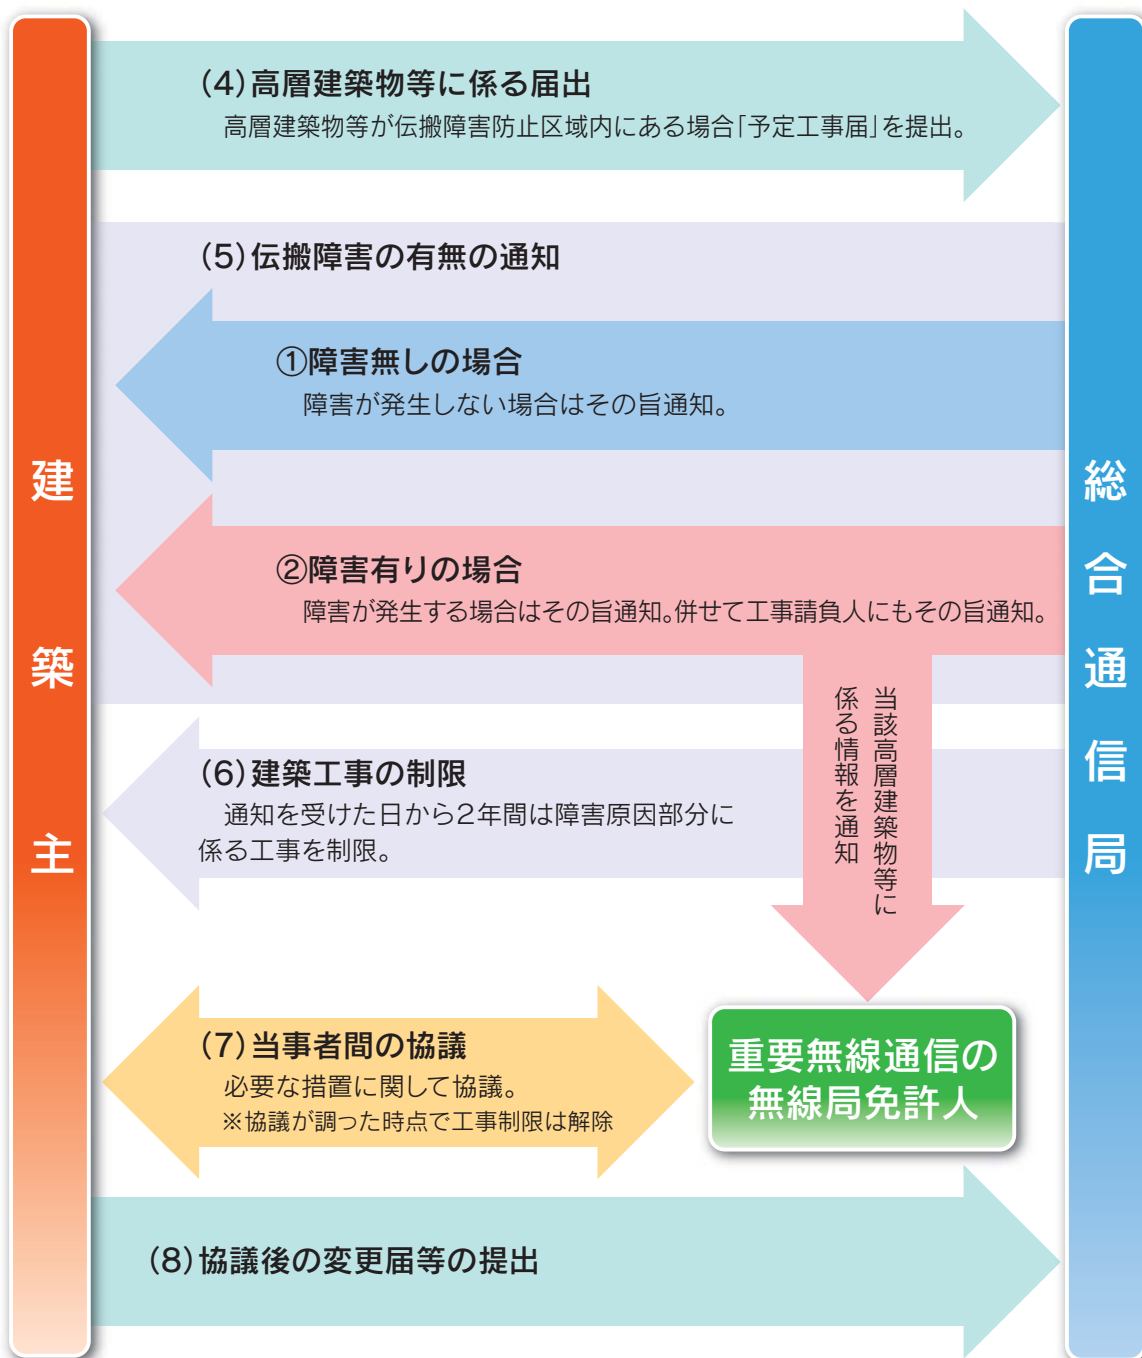 建築主
総合通信局
(4)高層建築物等に係る届出
高層建築物等が伝搬障害防止区域内にある場合「予定工事届」を提出。
(5)伝搬障害の有無の通知
①障害無しの場合
障害が発生しない場合はその旨通知。
②障害有りの場合
障害が発生する場合はその旨通知。併せて工事請負人にもその旨通知。
当該高層建築物等に
係る情報を通知
(6)建築工事の制限
通知を受けた日から2年間は障害原因部分に
係る工事を制限。
(7)当事者間の協議
必要な措置に関して協議。
※協議が調った時点で工事制限は解除
重要無線通信の
無線局免許人
(8)協議後の変更届等の提出